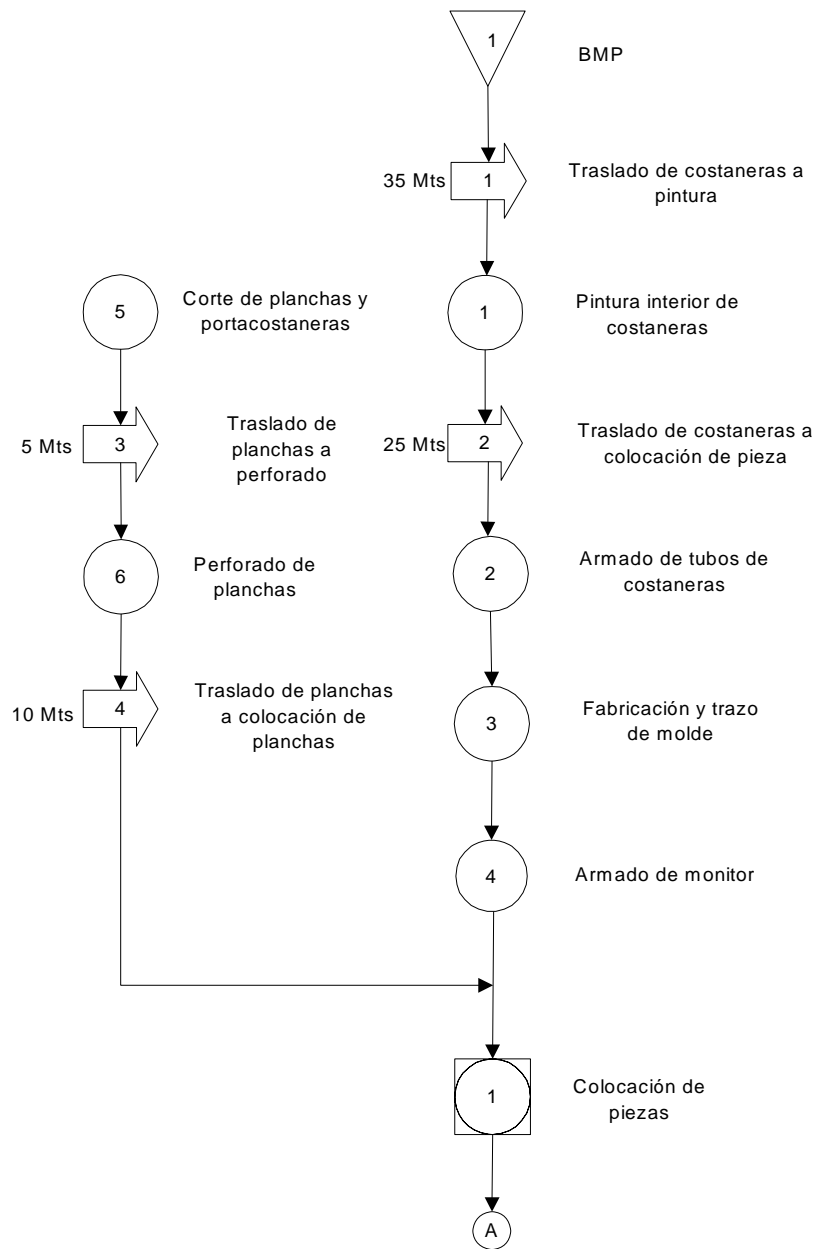 1
BMP
35 Mts
1
Traslado de costaneras a
pintura
5
Corte de planchas y
portacostaneras
1
Pintura interior de
costaneras
5 Mts
3
Traslado de
planchas a
perforado
25 Mts
2
Traslado de costaneras a
colocación de pieza
6
Perforado de
planchas
2
Armado de tubos de
costaneras
10 Mts
4
Traslado de planchas
a colocación de
planchas
3
Fabricación y trazo
de molde
4
Armado de monitor
1
Colocación de
piezas
A